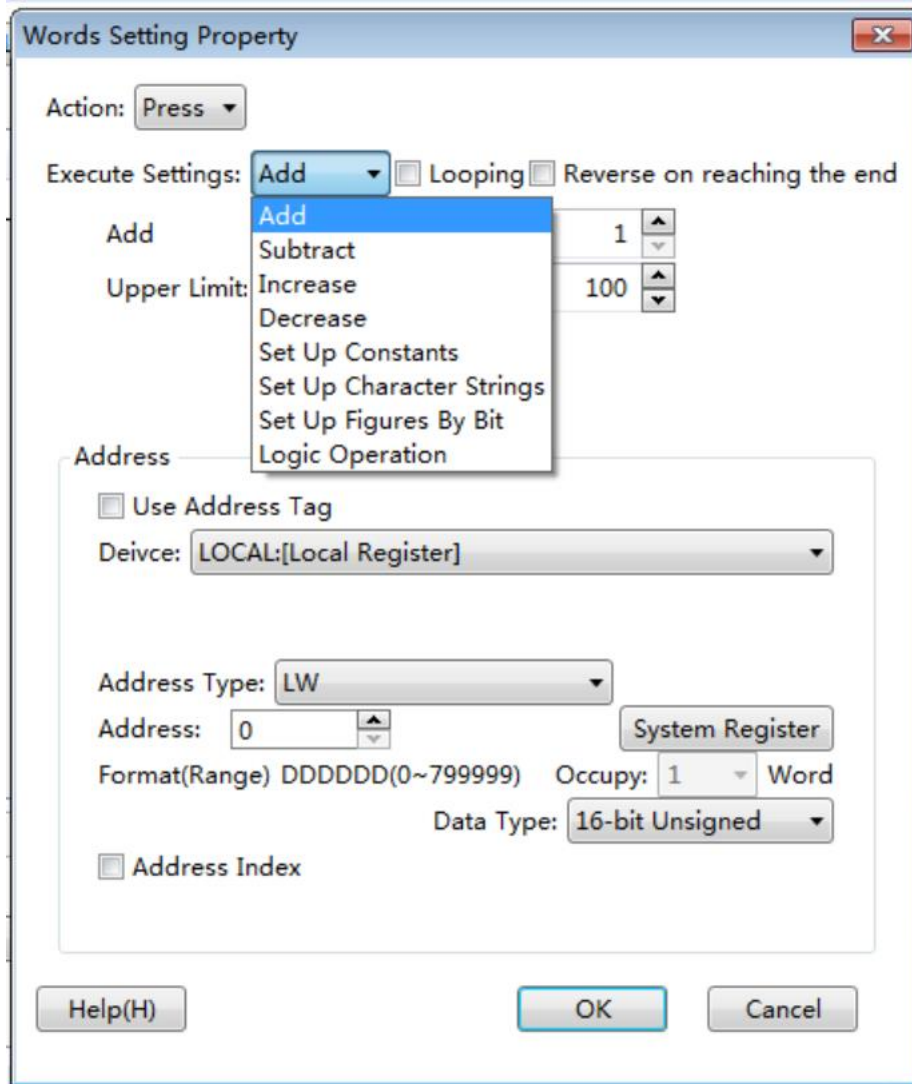 Words Setting Property
Action: Press
Execute Settings: Add Looping Reverse on reaching the end
Add
Subtract
Increase
Decrease
Set Up Constants
Set Up Character Strings
Set Up Figures By Bit
Logic Operation
Add 1
Upper Limit: 100
Address
Use Address Tag
Deivce: LOCAL:[Local Register]
Address Type: LW
Address: 0 System Register
Format(Range) DDDDDD(0~799999) Occupy: 1 Word
Data Type: 16-bit Unsigned
Address Index
Help(H) OK Cancel